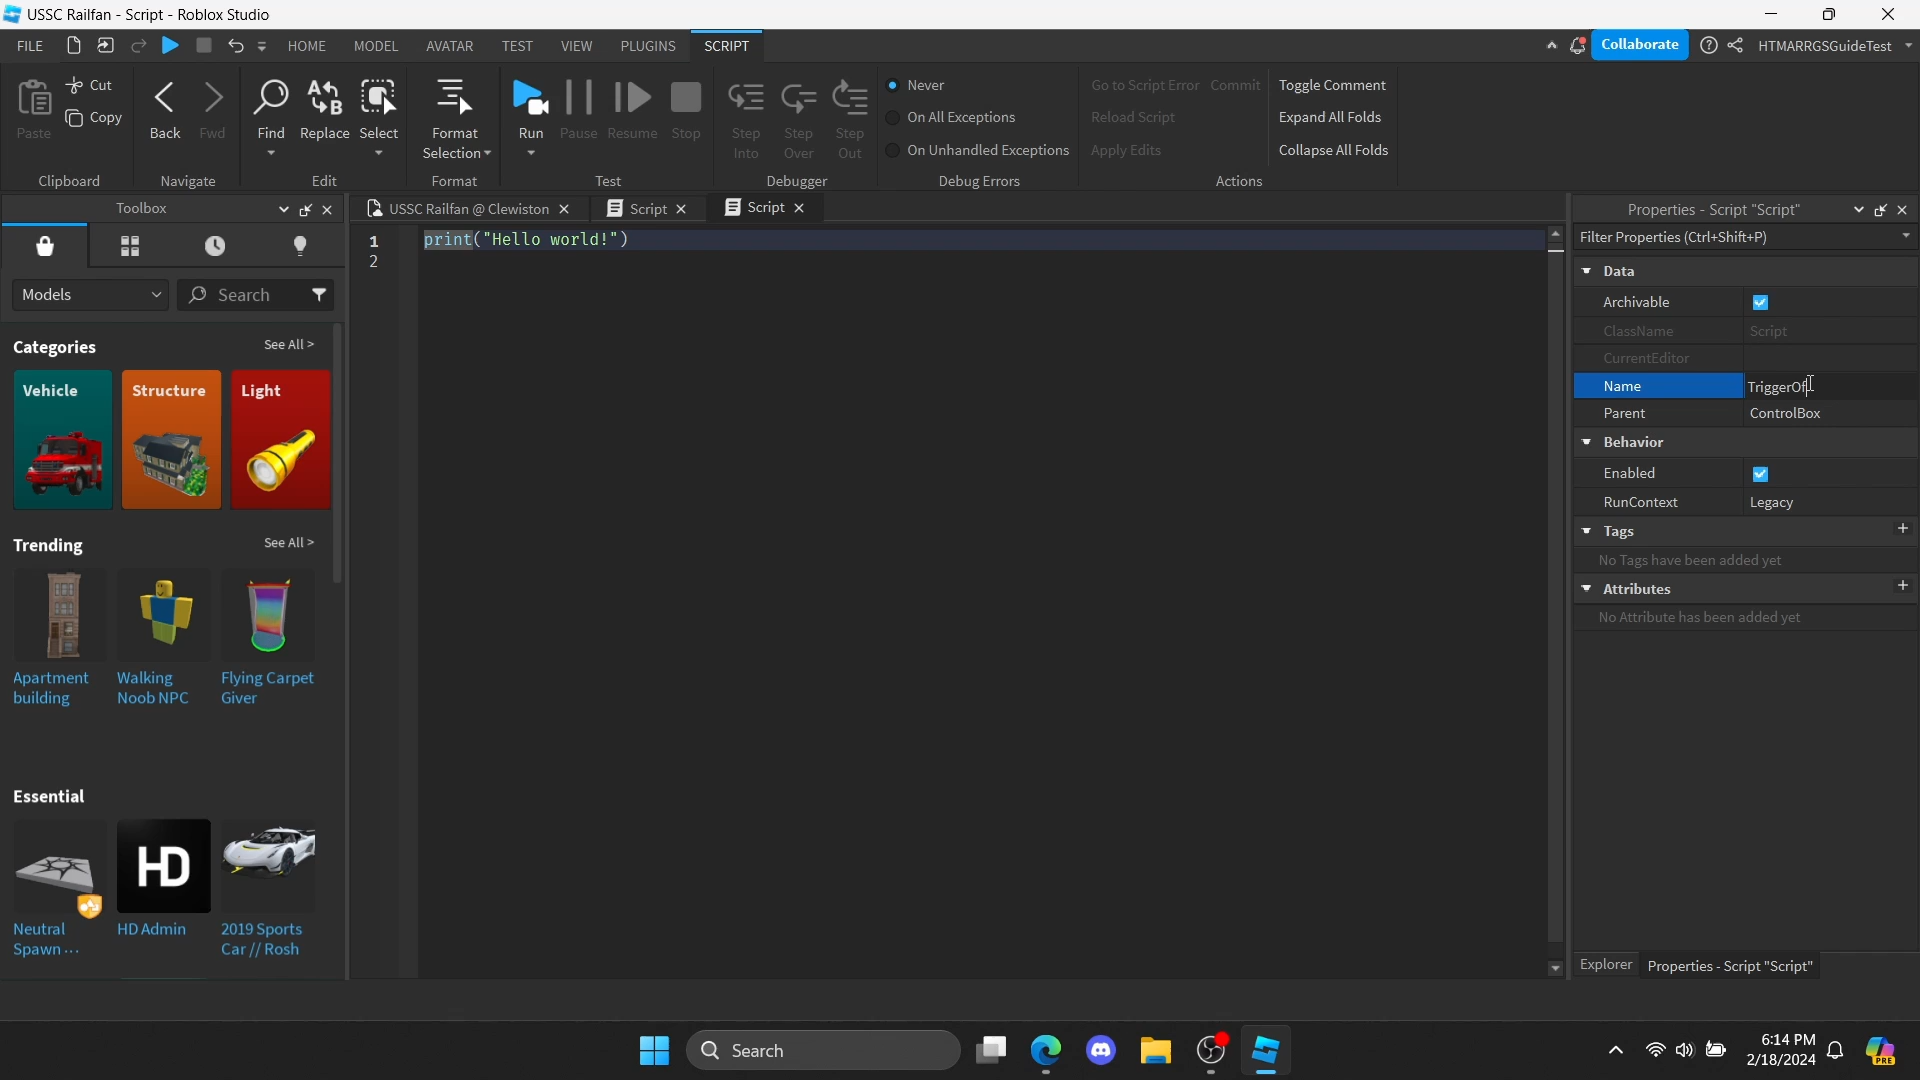 USSC Railfan - Script - Roblox Studio
FILE HOME MODEL AVATAR TEST VIEW PLUGINS SCRIPT Collaborate HTMARRGSGuideTest
Paste Cut Copy
Clipboard
Back Fwd
Navigate
Find Replace Select
Edit
Format Selection
Format
Run Pause Resume Stop
Test
Step Into Step Over Step Out
Debugger
Never
On All Exceptions
On Unhandled Exceptions
Debug Errors
Go to Script Error Commit
Reload Script
Apply Edits
Toggle Comment
Expand All Folds
Collapse All Folds
Actions
Toolbox
Models Search
Categories See All >
Vehicle Structure Light
Trending See All >
Apartment building
Walking Noob NPC
Flying Carpet Giver
Essential
HD
Neutral Spawn ...
HD Admin
2019 Sports Car // Rosh
USSC Railfan @ Clewiston Script Script
1 print("Hello world!")
2
Properties - Script "Script"
Filter Properties (Ctrl+Shift+P)
Data
Archivable
ClassName Script
CurrentEditor
Name TriggerOf
Parent ControlBox
Behavior
Enabled
RunContext Legacy
Tags
No Tags have been added yet
Attributes
No Attribute has been added yet
Explorer Properties - Script "Script"
Search
PRE
6:14 PM
2/18/2024